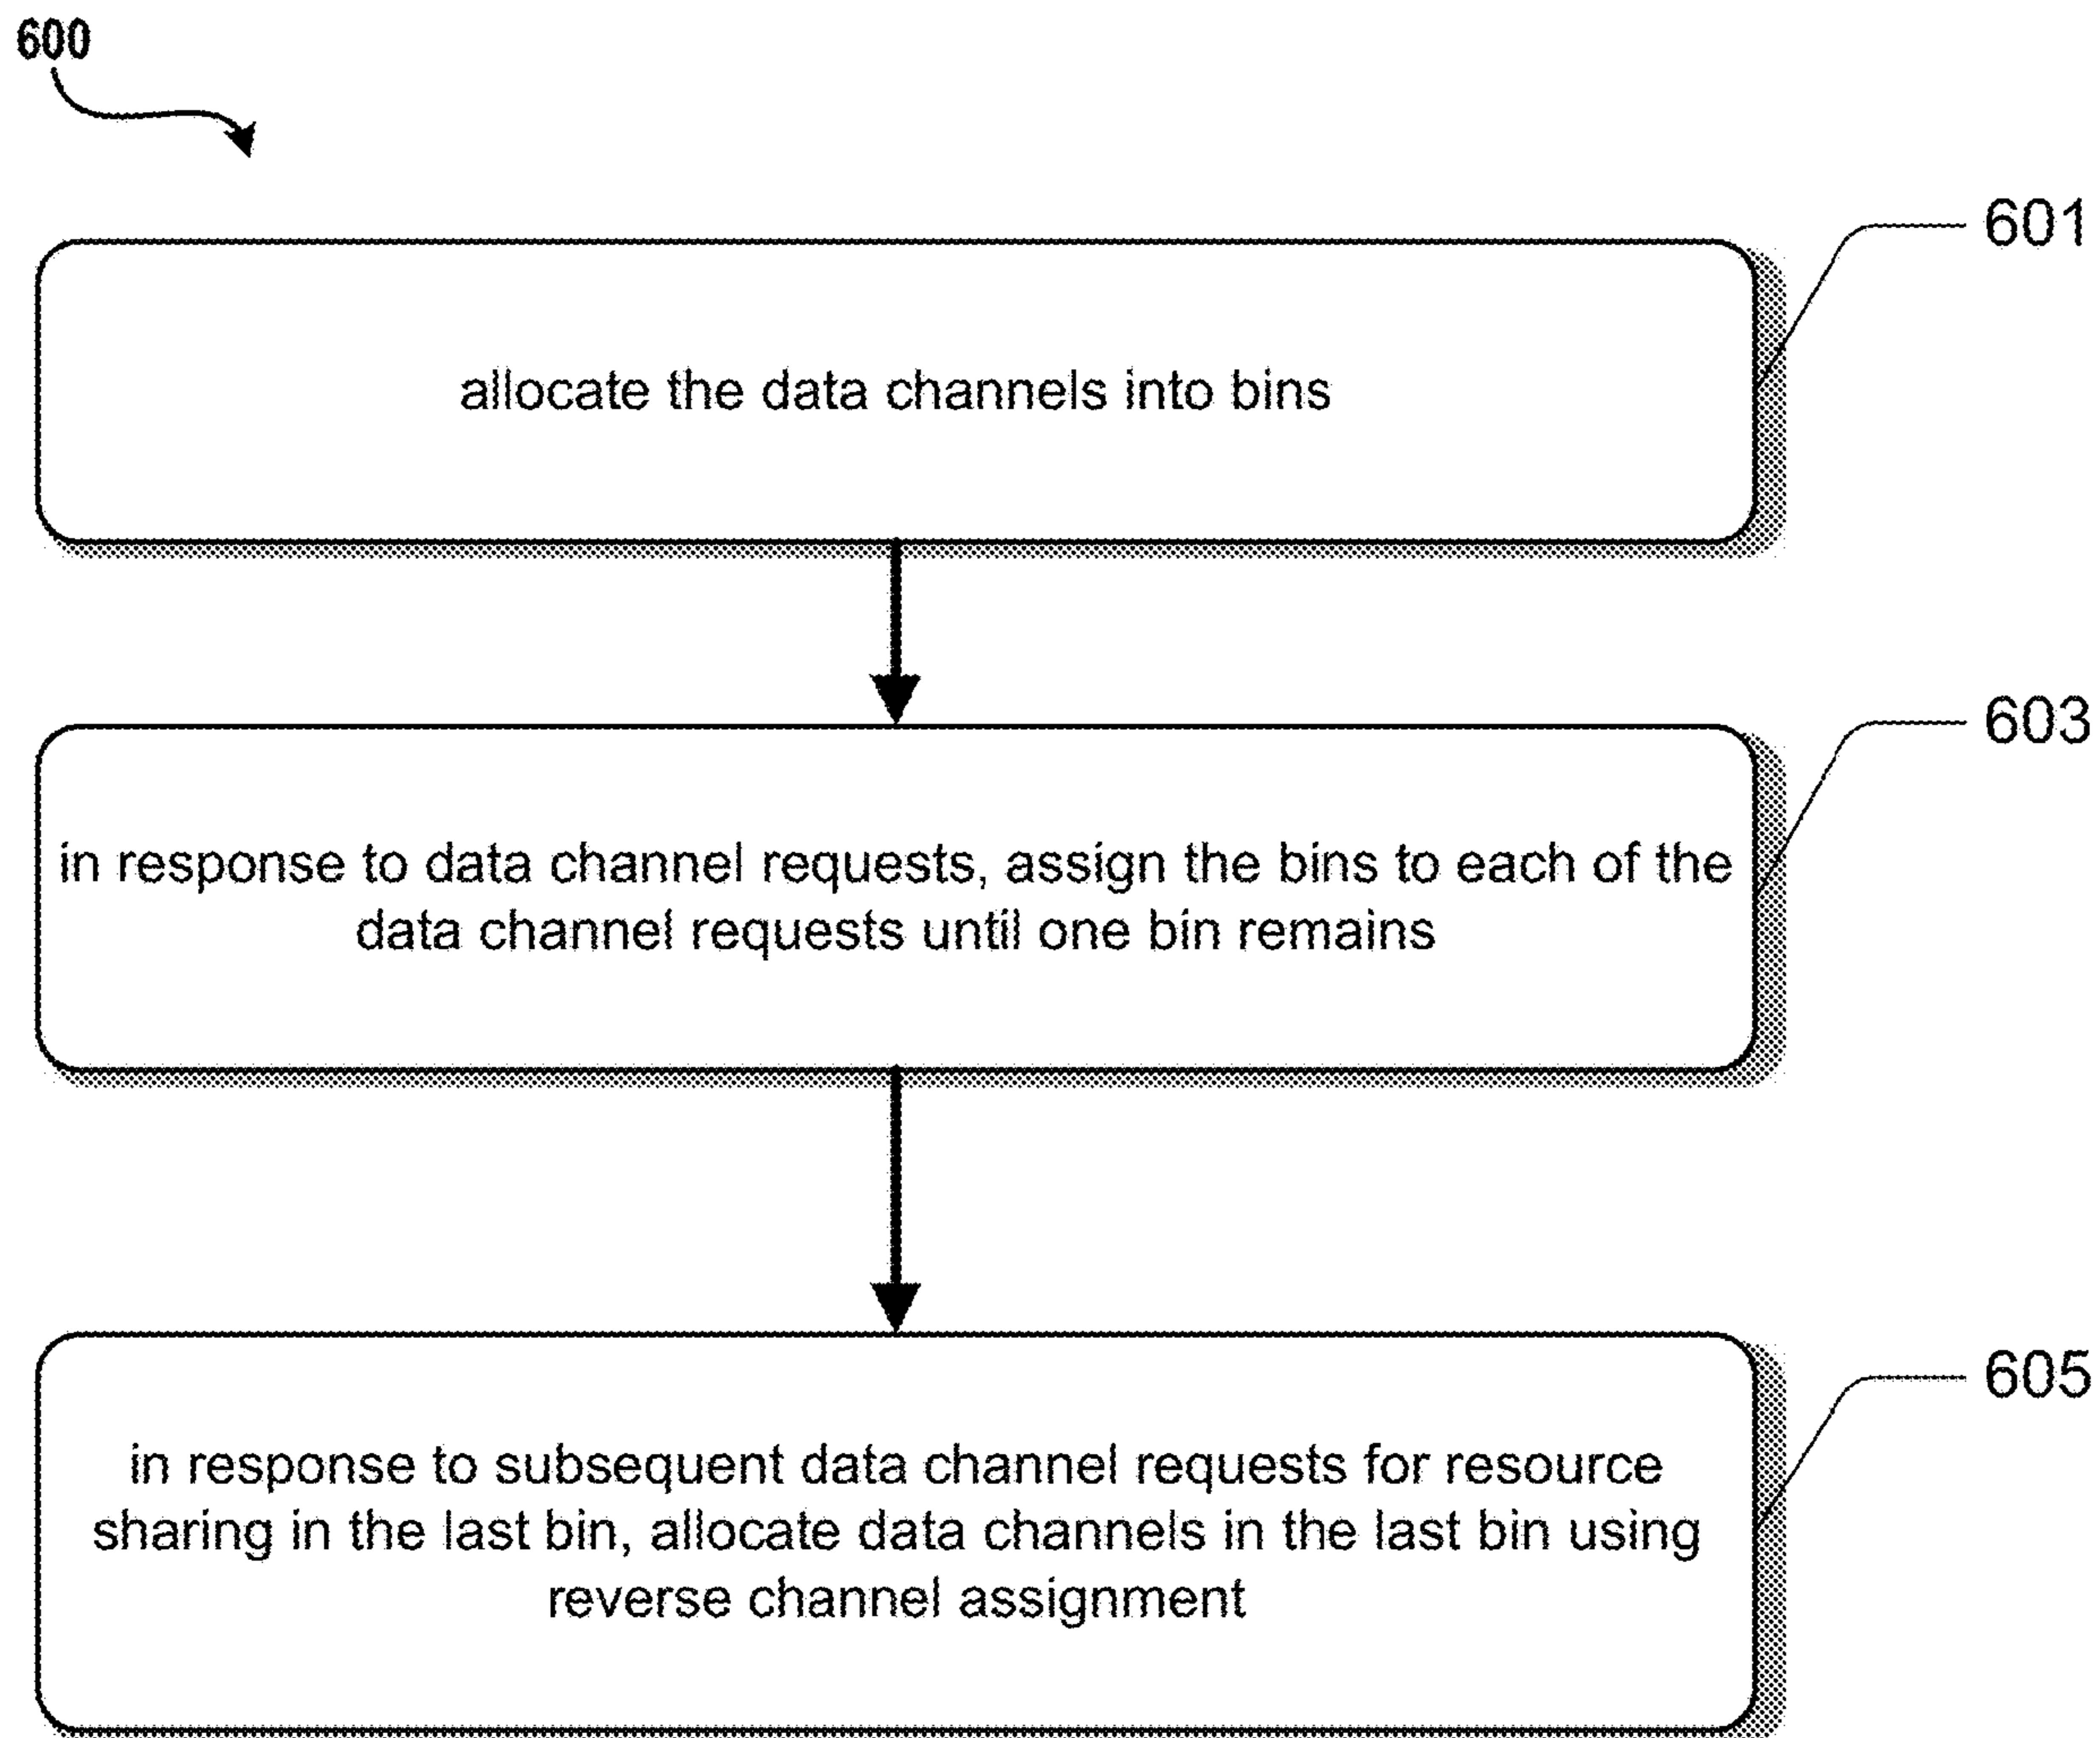 600
601
allocate the data channels into bins
603
in response to data channel requests, assign the bins to each of the
data channel requests until one bin remains
605
in response to subsequent data channel requests for resource
sharing in the last bin, allocate data channels in the last bin using
reverse channel assignment